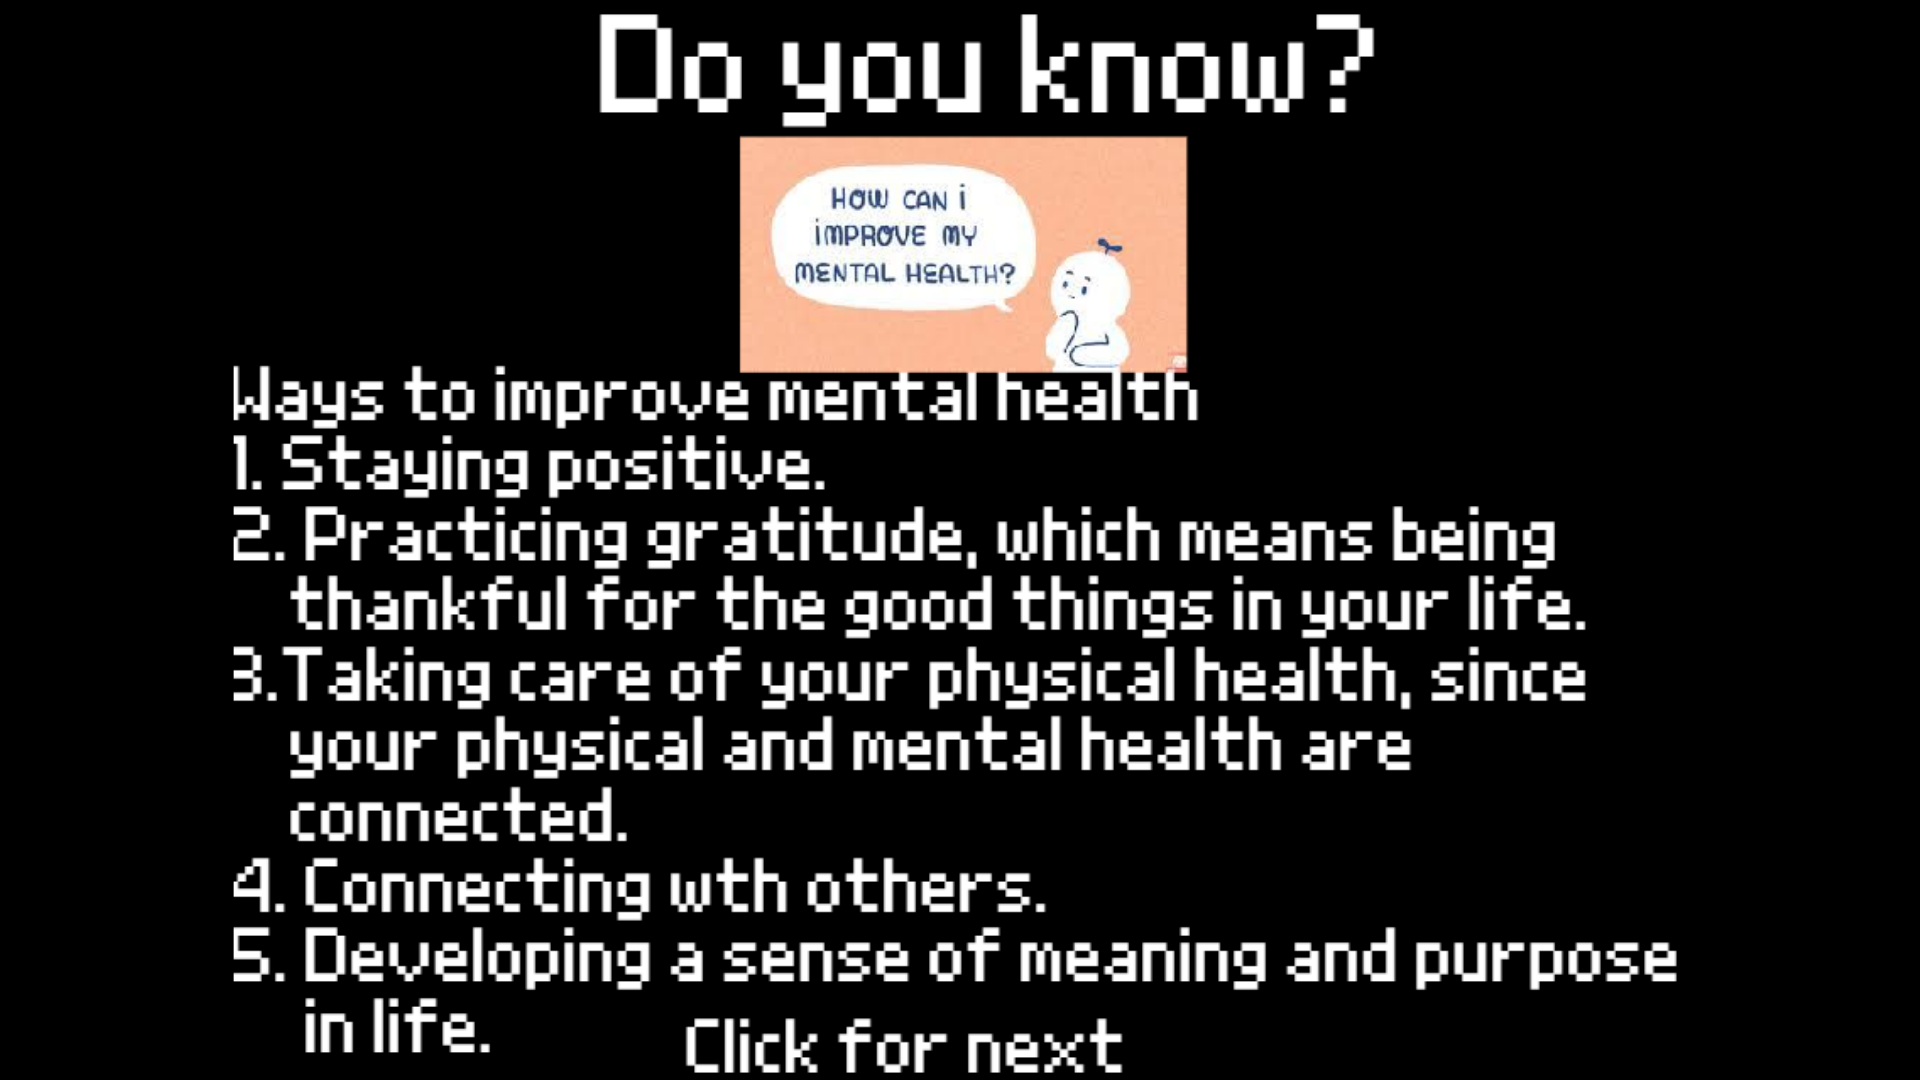 Do you know?
HOW CAN i
iMPROVE MY
MENTAL HEALTH?
Ways to improve mental health
1. Staying positive.
2. Practicing gratitude, which means being
thankful for the good things in your life.
3.Taking care of your physical health, since
your physical and mental health are
connected.
4. Connecting wth others.
5. Developing a sense of meaning and purpose
in life.
Click for next